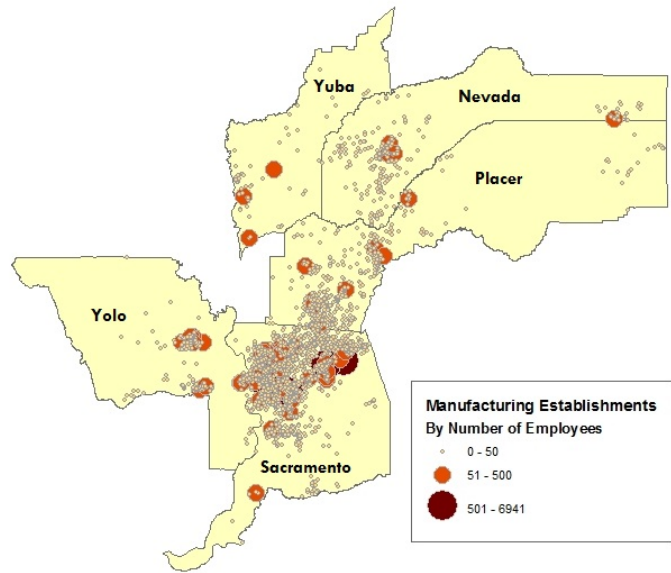 Yuba
Nevada
Placer
Yolo
Sacramento
Manufacturing Establishments
By Number of Employees
0 - 50
51 - 500
501 - 6941